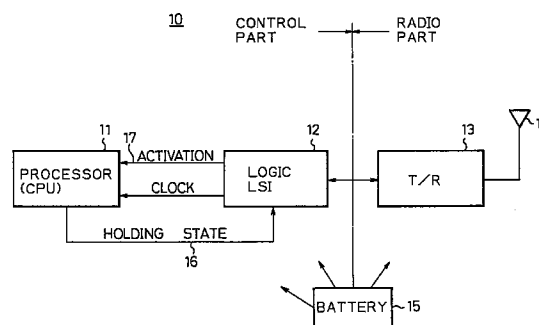 10
CONTROL PART
RADIO PART
11
17
ACTIVATION
12
13
PROCESSOR
(CPU)
CLOCK
LOGIC
LSI
T/R
HOLDING STATE
16
BATTERY
15